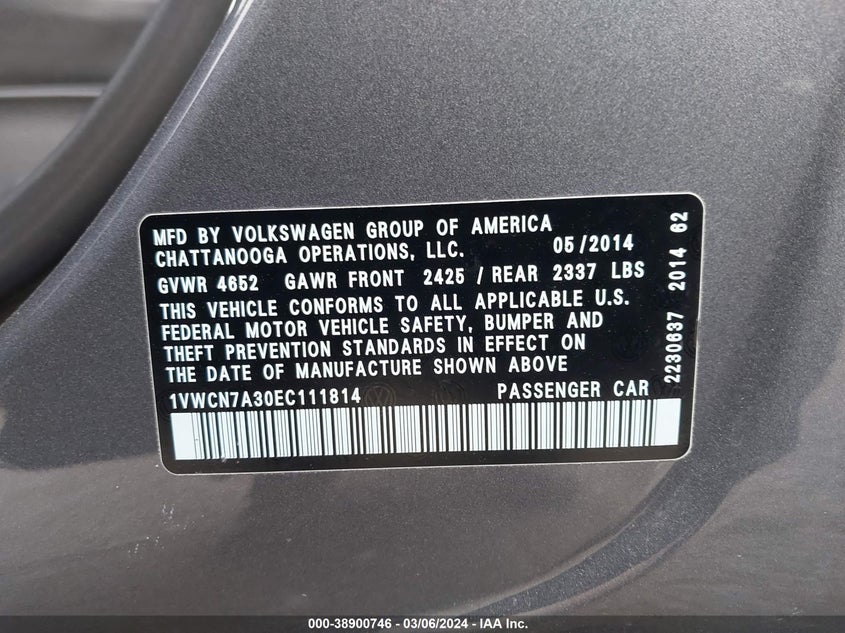 MFD BY VOLKSWAGEN GROUP OF AMERICA
CHATTANOOGA OPERATIONS, LLC. 05/2014
GVWR 4652 GAWR FRONT 2425 / REAR 2337 LBS
THIS VEHICLE CONFORMS TO ALL APPLICABLE U.S.
FEDERAL MOTOR VEHICLE SAFETY, BUMPER AND
THEFT PREVENTION STANDARDS IN EFFECT ON
THE DATE OF MANUFACTURE SHOWN ABOVE
1VWCN7A30EC111814 PASSENGER CAR
2230637 2014 62
000-38900746 - 03/06/2024 - IAA Inc.